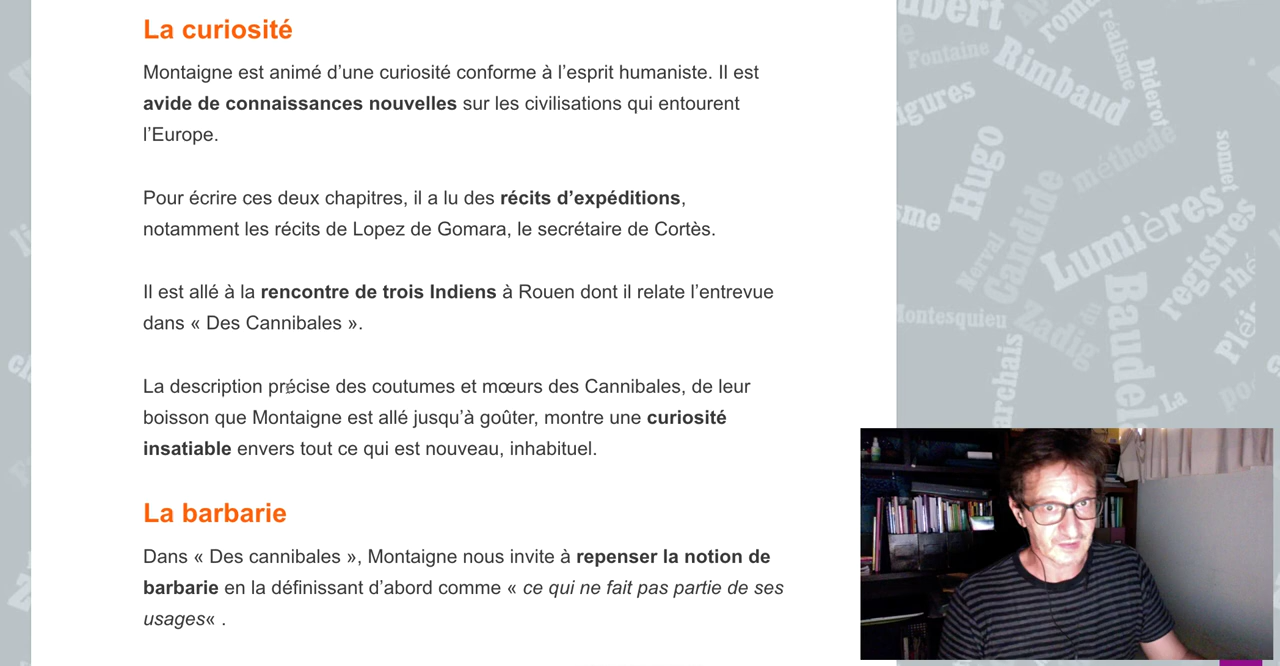 La curiosité
Montaigne est animé d’une curiosité conforme à l’esprit humaniste. Il est
avide de connaissances nouvelles sur les civilisations qui entourent
l’Europe.
Pour écrire ces deux chapitres, il a lu des récits d’expéditions,
notamment les récits de Lopez de Gomara, le secrétaire de Cortès.
Il est allé à la rencontre de trois Indiens à Rouen dont il relate l’entrevue
dans « Des Cannibales ».
La description précise des coutumes et mœurs des Cannibales, de leur
boisson que Montaigne est allé jusqu’à goûter, montre une curiosité
insatiable envers tout ce qui est nouveau, inhabituel.
La barbarie
Dans « Des cannibales », Montaigne nous invite à repenser la notion de
barbarie en la définissant d’abord comme « ce qui ne fait pas partie de ses
usages« .
Fontaine
Rimbaud
réalisme
Diderot
Hugo
méthode
sonnet
Candide
Lumières
registres
Nerval
Montesquieu
Zadig
du
La